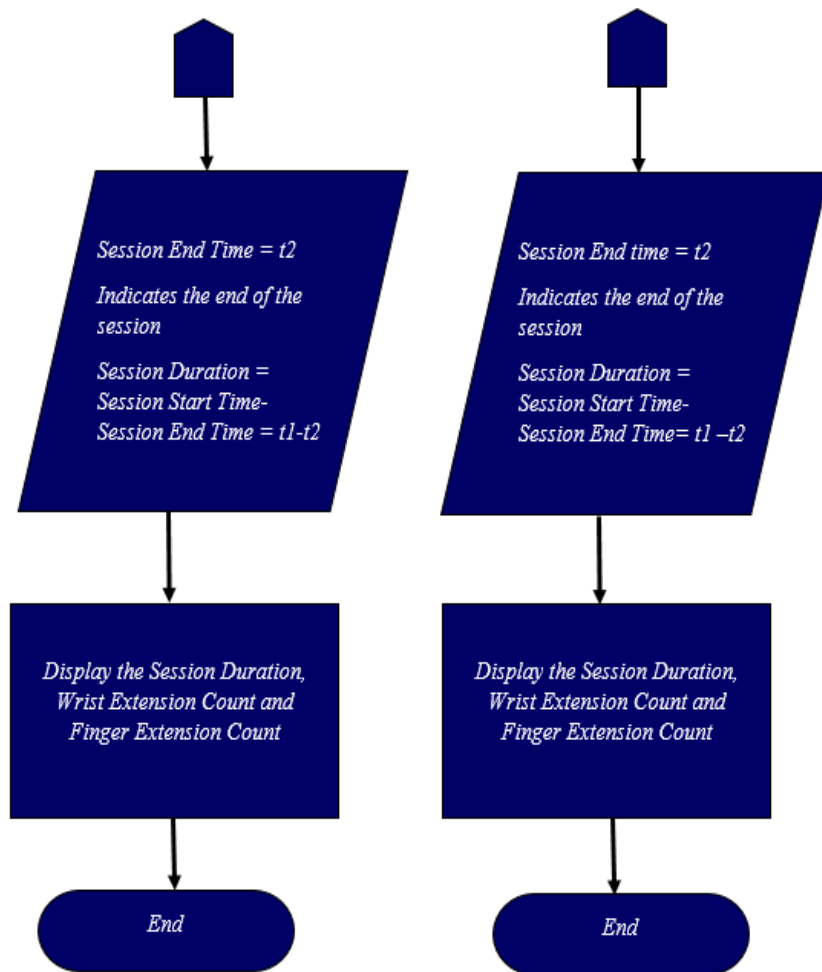 Session End Time = t2
Indicates the end of the
session
Session Duration =
Session Start Time-
Session End Time = t1-t2
Display the Session Duration,
Wrist Extension Count and
Finger Extension Count
End
Session End time = t2
Indicates the end of the
session
Session Duration =
Session Start Time-
Session End Time= t1 –t2
Display the Session Duration,
Wrist Extension Count and
Finger Extension Count
End